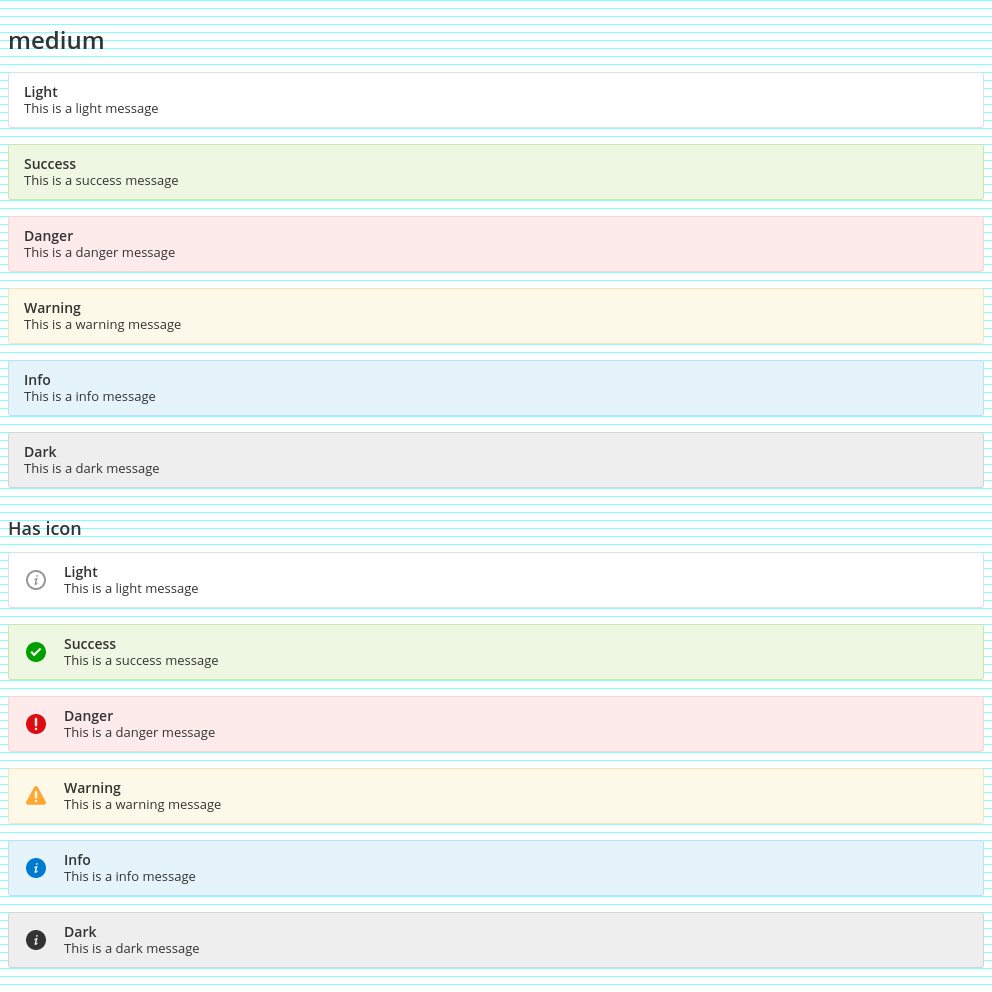 medium
Light
This is a light message
Success
This is a success message
Danger
This is a danger message
Warning
This is a warning message
Info
This is a info message
Dark
This is a dark message
Has icon
Light
This is a light message
Success
This is a success message
Danger
This is a danger message
Warning
This is a warning message
Info
This is a info message
Dark
This is a dark message